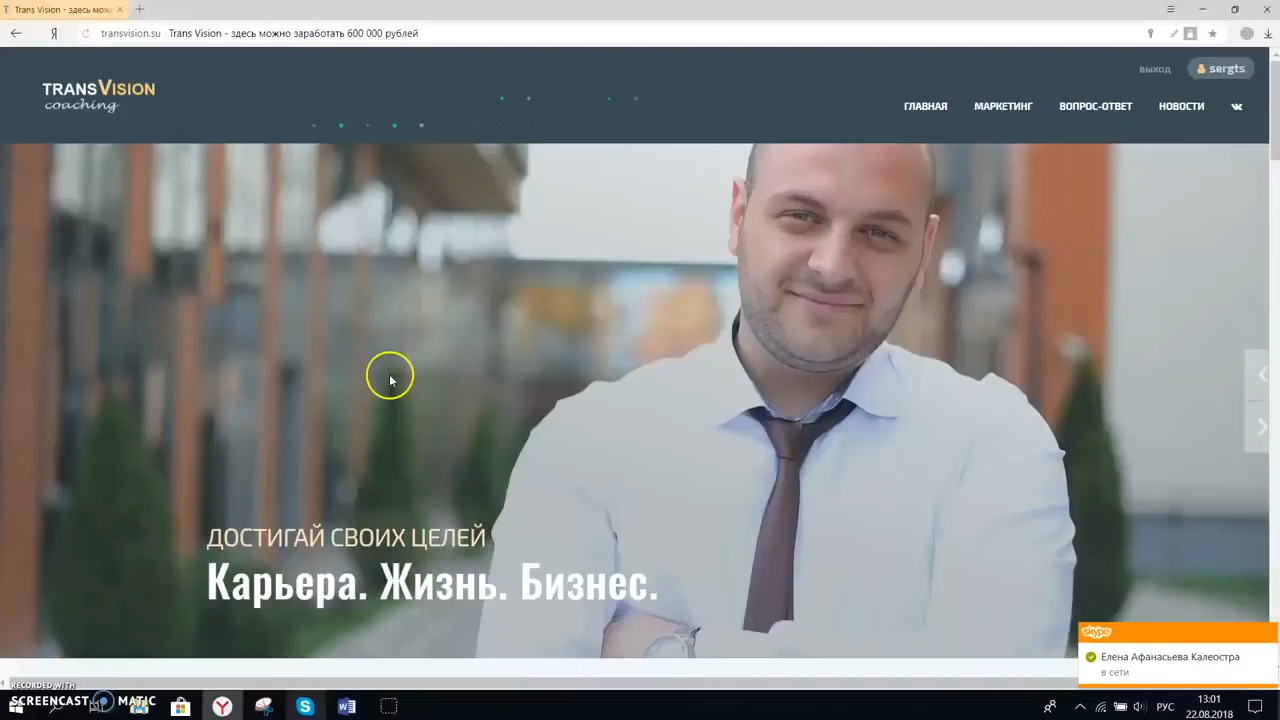 Trans Vision - здесь мож
transvision.su Trans Vision - здесь можно заработать 600 000 рублей
выход sergts
TRANSVISION
coaching
ГЛАВНАЯ МАРКЕТИНГ ВОПРОС-ОТВЕТ НОВОСТИ
ДОСТИГАЙ СВОИХ ЦЕЛЕЙ
Карьера. Жизнь. Бизнес.
skype
Елена Афанасьева Калеостра
в сети
RECORDED WITH
SCREENCAST MATIC
РУС
13:01
22.08.2018